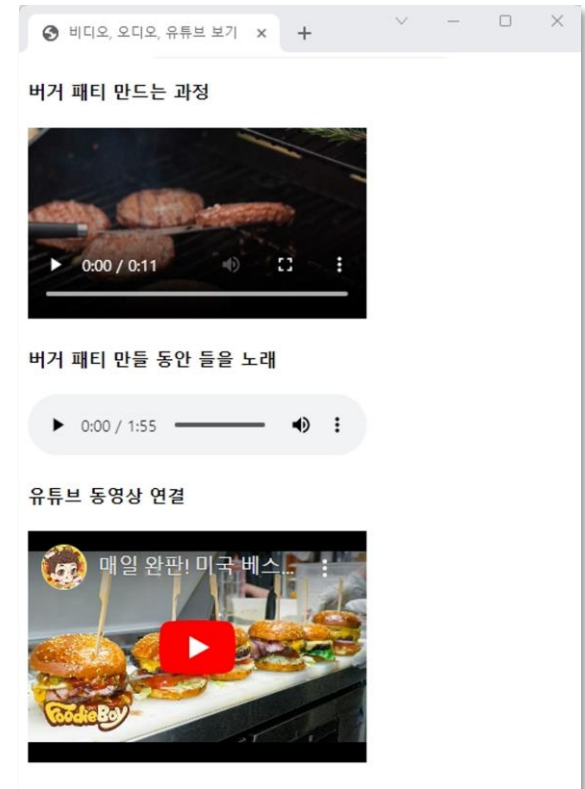 비디오, 오디오, 유튜브 보기
버거 패티 만드는 과정
0:00 / 0:11
버거 패티 만들 동안 들을 노래
0:00 / 1:55
유튜브 동영상 연결
매일 완판! 미국 베스...
FoodieBoy